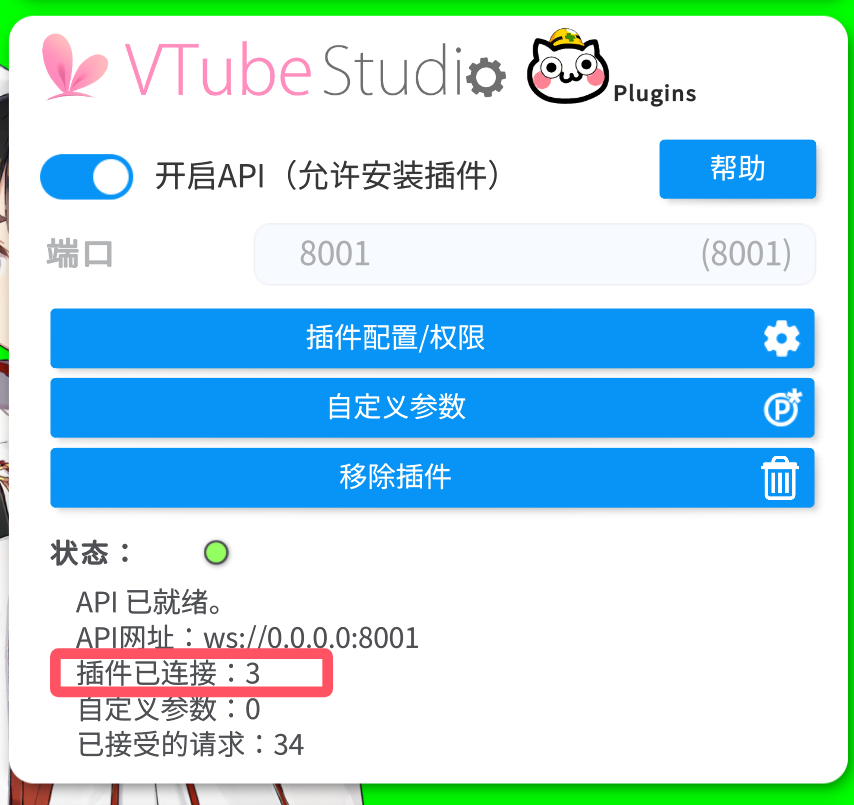 VTube Studio Plugins
开启API（允许安装插件） 帮助
端口 8001 (8001)
插件配置/权限
自定义参数
移除插件
状态：
API 已就绪。
API网址：ws://0.0.0.0:8001
插件已连接：3
自定义参数：0
已接受的请求：34